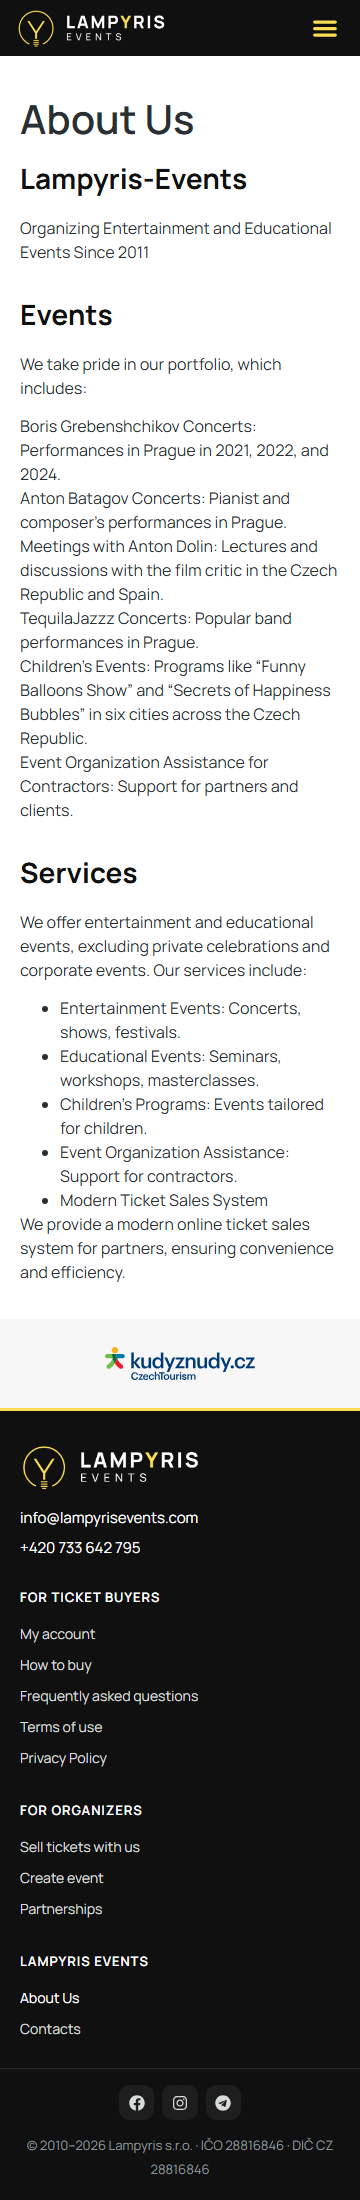 LAMPYRIS
EVENTS
About Us
Lampyris-Events
Organizing Entertainment and Educational
Events Since 2011
Events
We take pride in our portfolio, which
includes:
Boris Grebenshchikov Concerts:
Performances in Prague in 2021, 2022, and
2024.
Anton Batagov Concerts: Pianist and
composer’s performances in Prague.
Meetings with Anton Dolin: Lectures and
discussions with the film critic in the Czech
Republic and Spain.
TequilaJazzz Concerts: Popular band
performances in Prague.
Children’s Events: Programs like “Funny
Balloons Show” and “Secrets of Happiness
Bubbles” in six cities across the Czech
Republic.
Event Organization Assistance for
Contractors: Support for partners and
clients.
Services
We offer entertainment and educational
events, excluding private celebrations and
corporate events. Our services include:
• Entertainment Events: Concerts,
shows, festivals.
• Educational Events: Seminars,
workshops, masterclasses.
• Children’s Programs: Events tailored
for children.
• Event Organization Assistance:
Support for contractors.
• Modern Ticket Sales System
We provide a modern online ticket sales
system for partners, ensuring convenience
and efficiency.
kudyznudy.cz
CzechTourism
LAMPYRIS
EVENTS
info@lampyrisevents.com
+420 733 642 795
FOR TICKET BUYERS
My account
How to buy
Frequently asked questions
Terms of use
Privacy Policy
FOR ORGANIZERS
Sell tickets with us
Create event
Partnerships
LAMPYRIS EVENTS
About Us
Contacts
© 2010–2026 Lampyris s.r.o. · IČO 28816846 · DIČ CZ
28816846